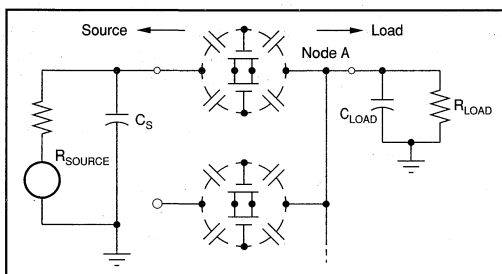 Source
Load
Node A
C_S
R_SOURCE
C_LOAD
R_LOAD